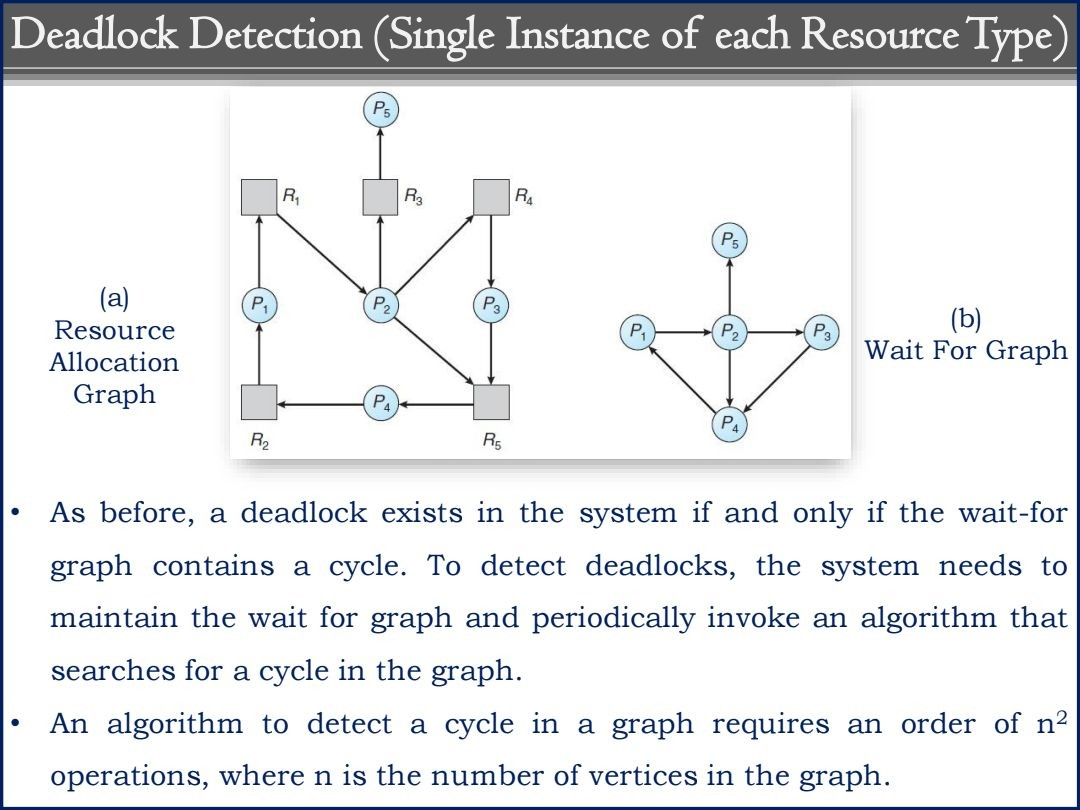 Deadlock Detection (Single Instance of each Resource Type)
P5
R1
R3
R4
P1
P2
P3
P4
R2
R5
P5
P1
P2
P3
P4
(a)
Resource
Allocation
Graph
(b)
Wait For Graph
• As before, a deadlock exists in the system if and only if the wait-for
graph contains a cycle. To detect deadlocks, the system needs to
maintain the wait for graph and periodically invoke an algorithm that
searches for a cycle in the graph.
• An algorithm to detect a cycle in a graph requires an order of n²
operations, where n is the number of vertices in the graph.